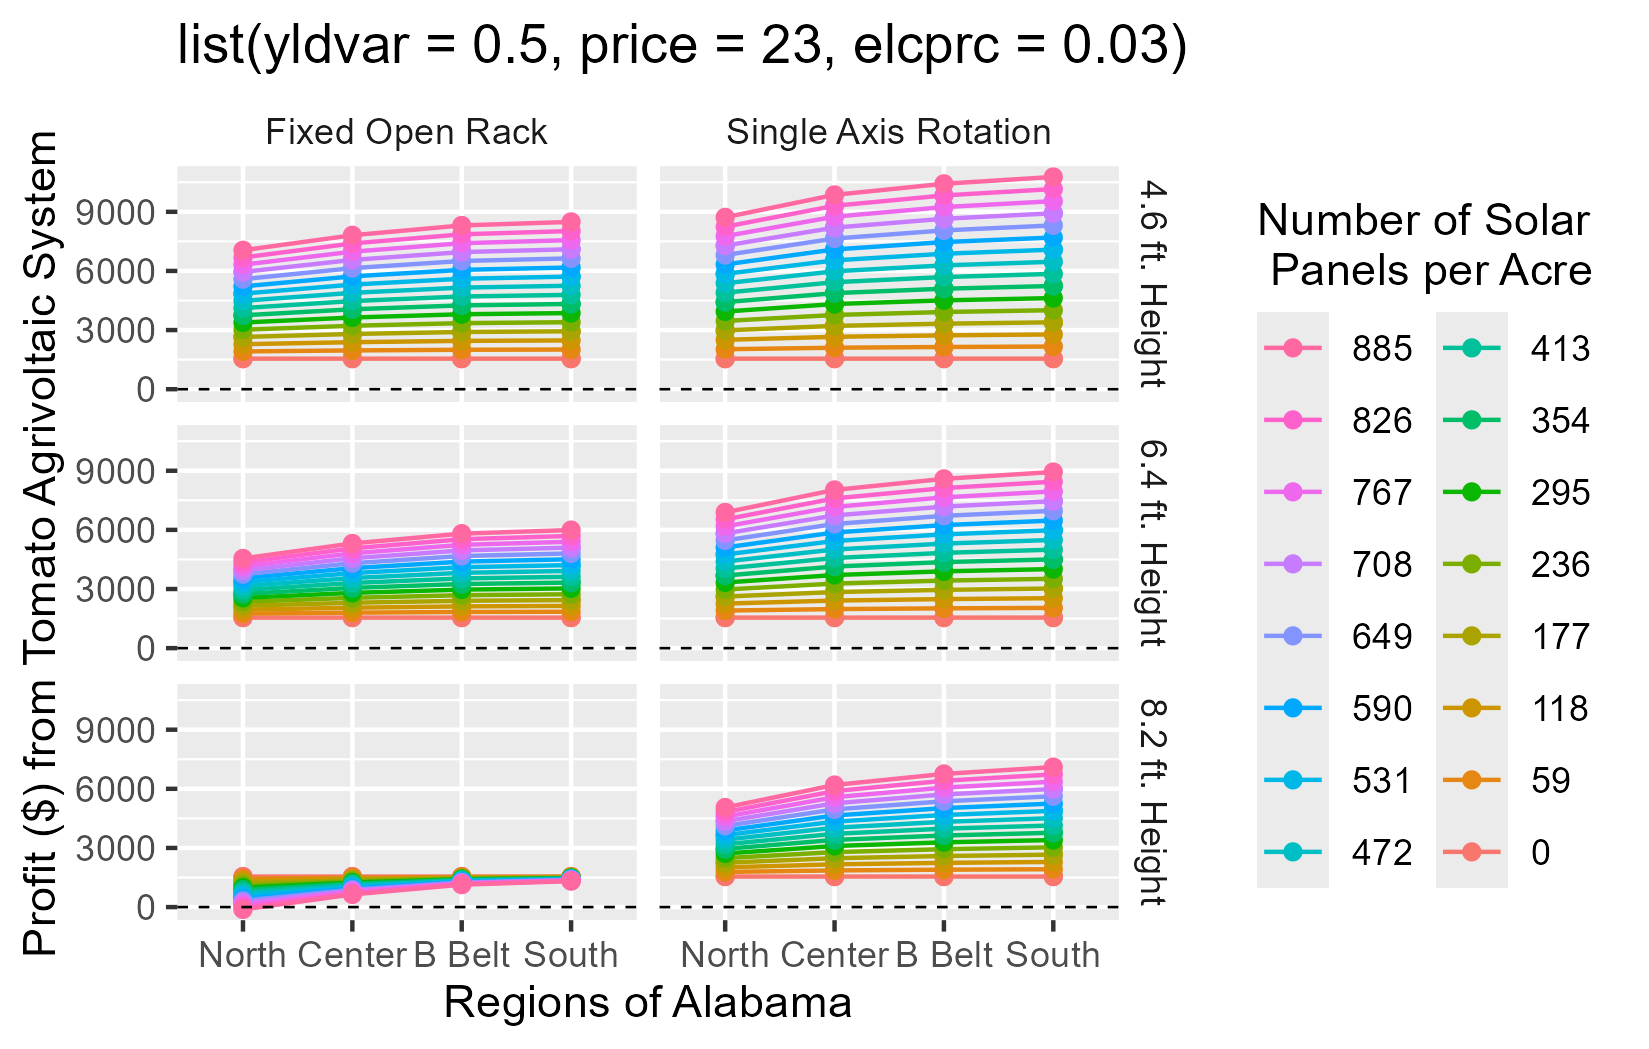 list(yldvar = 0.5, price = 23, elcprc = 0.03)
Fixed Open Rack
Single Axis Rotation
Profit ($) from Tomato Agrivoltaic System
9000
6000
3000
0
4.6 ft. Height
9000
6000
3000
0
6.4 ft. Height
9000
6000
3000
0
8.2 ft. Height
North Center B Belt South
North Center B Belt South
Regions of Alabama
Number of Solar
Panels per Acre
885
826
767
708
649
590
531
472
413
354
295
236
177
118
59
0